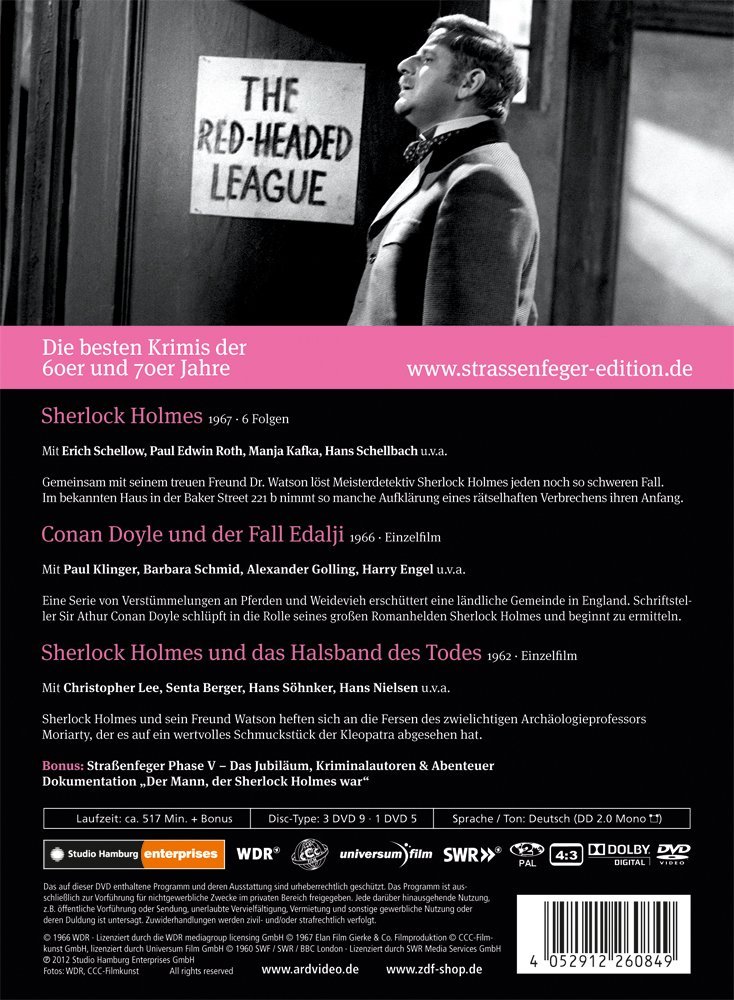 THE
RED-HEADED
LEAGUE
Die besten Krimis der
60er und 70er Jahre
www.strassenfeger-edition.de
Sherlock Holmes 1967 · 6 Folgen
Mit Erich Schellow, Paul Edwin Roth, Manja Kafka, Hans Schellbach u.v.a.
Gemeinsam mit seinem treuen Freund Dr. Watson löst Meisterdetektiv Sherlock Holmes jeden noch so schweren Fall.
Im bekannten Haus in der Baker Street 221 b nimmt so manche Aufklärung eines rätselhaften Verbrechens ihren Anfang.
Conan Doyle und der Fall Edalji 1966 · Einzelfilm
Mit Paul Klinger, Barbara Schmid, Alexander Golling, Harry Engel u.v.a.
Eine Serie von Verstümmelungen an Pferden und Weidevieh erschüttert eine ländliche Gemeinde in England. Schriftstel-
ler Sir Athur Conan Doyle schlüpft in die Rolle seines großen Romanhelden Sherlock Holmes und beginnt zu ermitteln.
Sherlock Holmes und das Halsband des Todes 1962 · Einzelfilm
Mit Christopher Lee, Senta Berger, Hans Söhnker, Hans Nielsen u.v.a.
Sherlock Holmes und sein Freund Watson heften sich an die Fersen des zwielichtigen Archäologieprofessors
Moriarty, der es auf ein wertvolles Schmuckstück der Kleopatra abgesehen hat.
Bonus: Straßenfeger Phase V – Das Jubiläum, Kriminalautoren & Abenteuer
Dokumentation „Der Mann, der Sherlock Holmes war“
Laufzeit: ca. 517 Min. + Bonus
Disc-Type: 3 DVD 9 · 1 DVD 5
Sprache / Ton: Deutsch (DD 2.0 Mono)
Studio Hamburg enterprises
WDR
CCC
universum film
SWR
2
PAL
4:3
DOLBY
DIGITAL
DVD
VIDEO
Das auf dieser DVD enthaltene Programm und deren Ausstattung sind urheberrechtlich geschützt. Das Programm ist aus-
schließlich zur Vorführung für nichtgewerbliche Zwecke im privaten Bereich freigegeben. Jede darüber hinausgehende Nutzung,
z.B. öffentliche Vorführung oder Sendung, unerlaubte Vervielfältigung, Vermietung und sonstige gewerbliche Nutzung oder
deren Duldung ist untersagt. Zuwiderhandlungen werden zivil- und/oder strafrechtlich verfolgt.
© 1966 WDR · Lizenziert durch die WDR mediagroup licensing GmbH © 1967 Elan Film Gierke & Co. Filmproduktion © CCC-Film-
kunst GmbH, lizenziert durch Universum Film GmbH © 1960 SWF / SWR / BBC London · Lizenziert durch SWR Media Services GmbH
℗ 2012 Studio Hamburg Enterprises GmbH
Fotos: WDR, CCC-Filmkunst
All rights reserved
www.ardvideo.de
www.zdf-shop.de
4 052912 260849